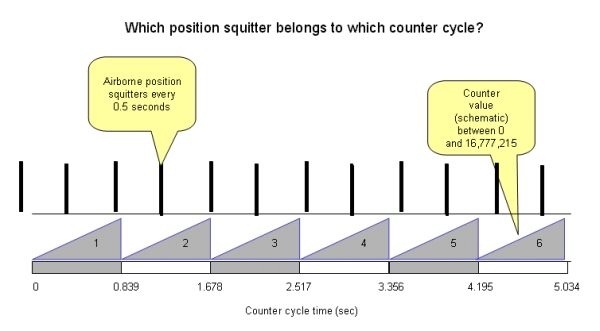 Which position squitter belongs to which counter cycle?
Airborne position
squitters every
0.5 seconds
Counter
value
(schematic)
between 0
and 16,777,215
1 2 3 4 5 6
0 0.839 1.678 2.517 3.356 4.195 5.034
Counter cycle time (sec)